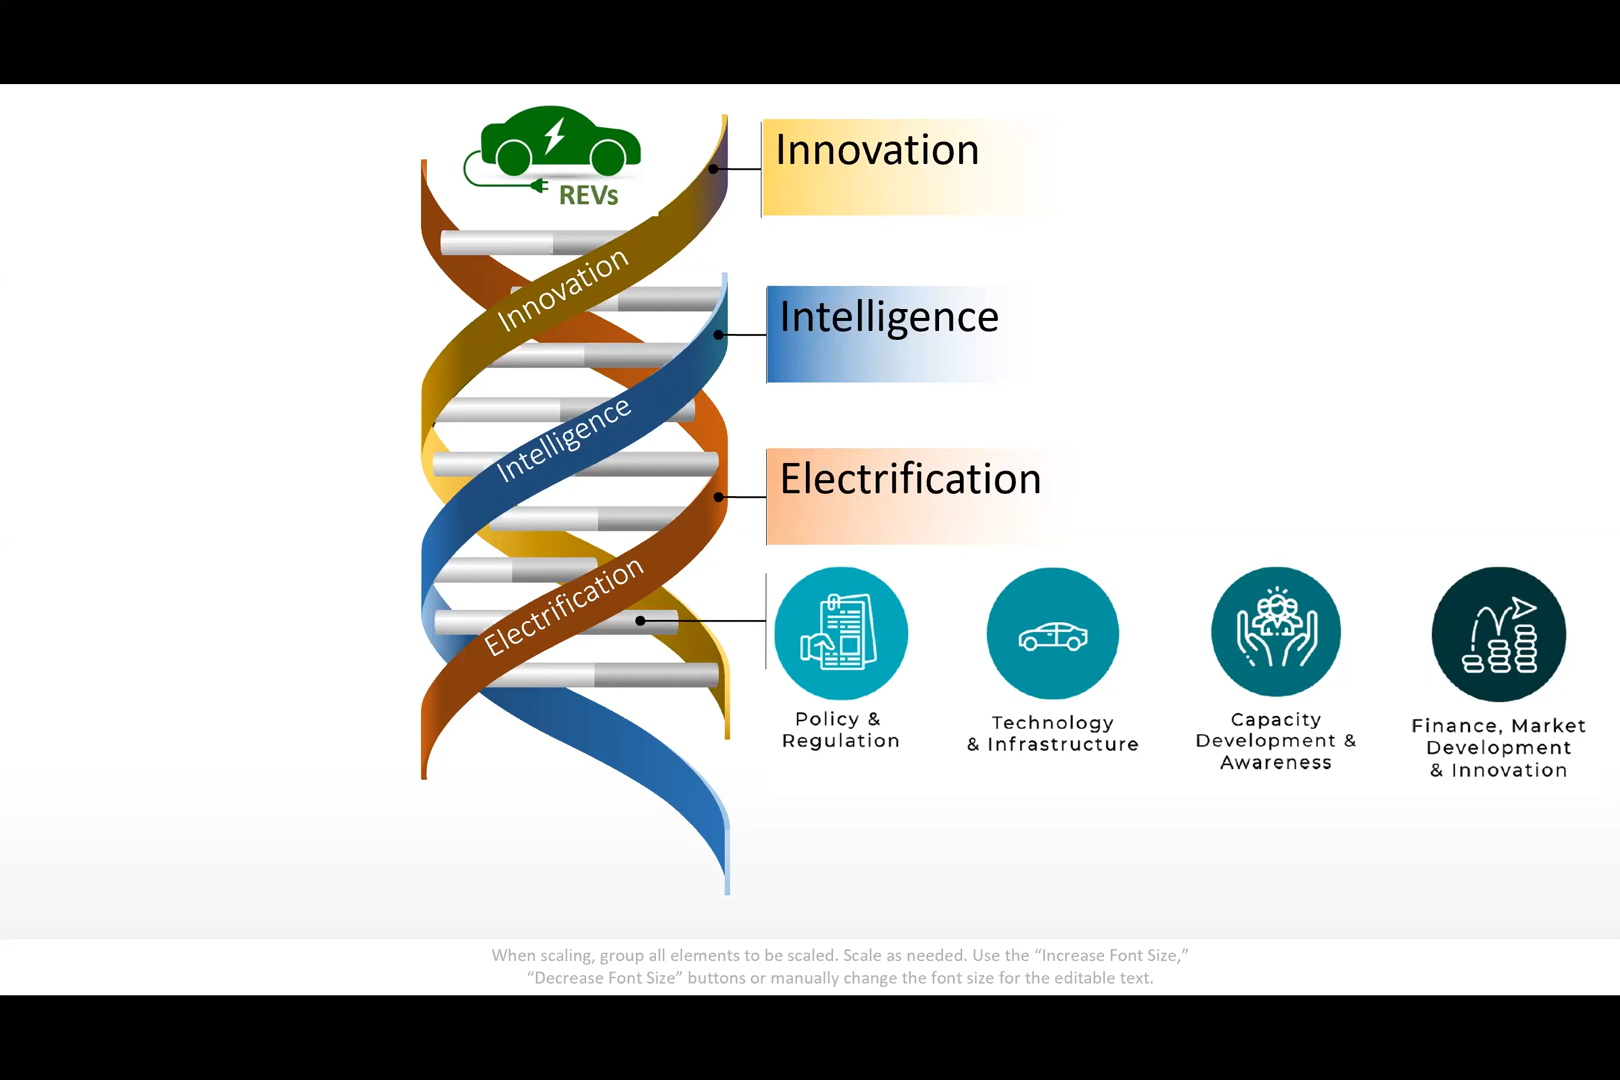 REVs
Innovation
Innovation
Intelligence
Intelligence
Electrification
Electrification
Policy &
Regulation
Technology
& Infrastructure
Capacity
Development &
Awareness
Finance, Market
Development
& Innovation
When scaling, group all elements to be scaled. Scale as needed. Use the “Increase Font Size,”
“Decrease Font Size” buttons or manually change the font size for the editable text.